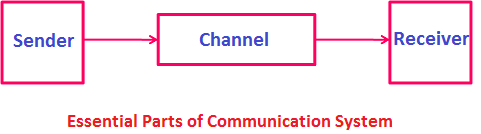 Sender
Channel
Receiver
Essential Parts of Communication System